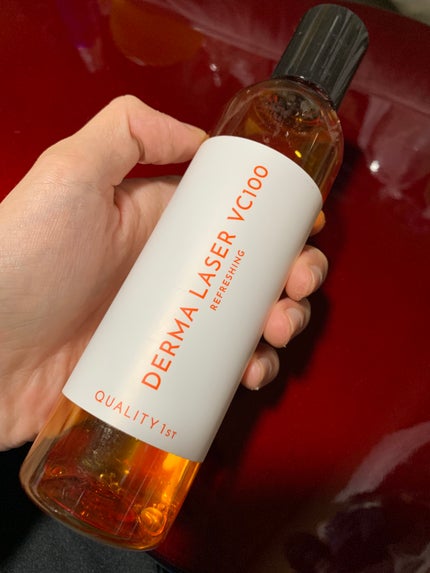 DERMA LASER VC100
REFRESHING
QUALITY 1ST